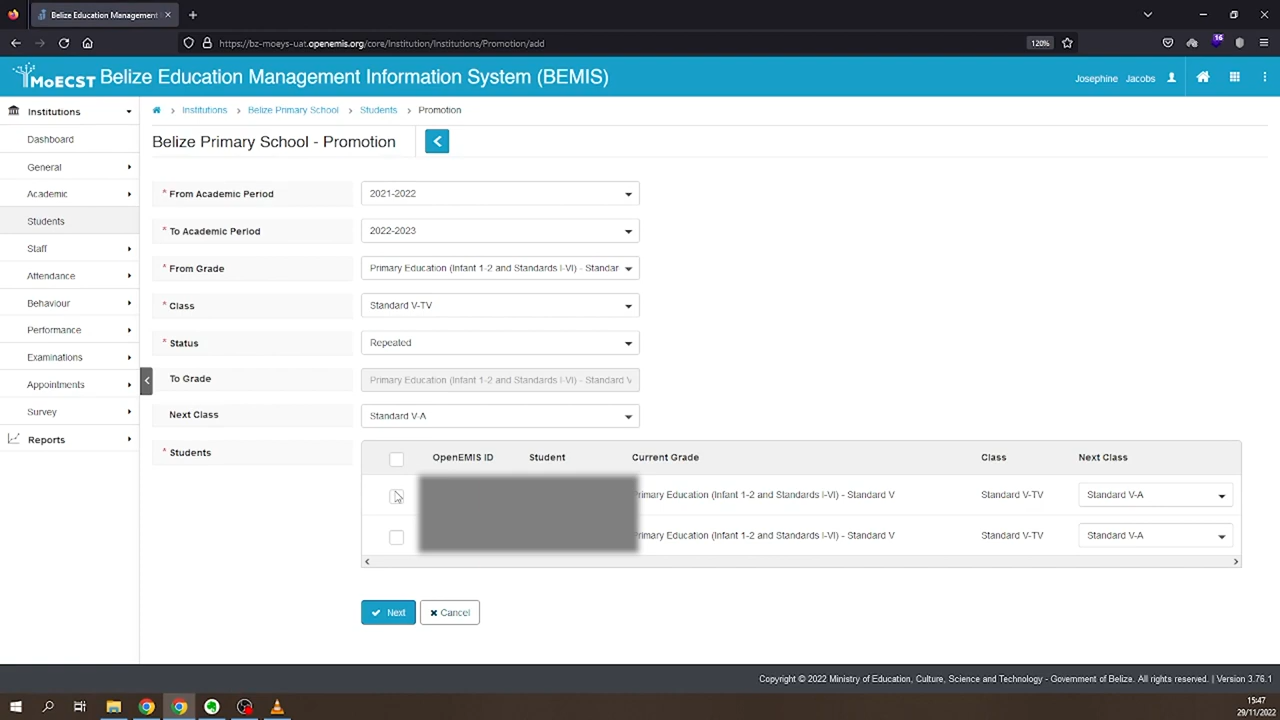 Belize Education Management
https://bz-moeys-uat.openemis.org/core/Institution/Institutions/Promotion/add
120%
16
MoECST Belize Education Management Information System (BEMIS)
Josephine Jacobs
Institutions
Dashboard
General
Academic
Students
Staff
Attendance
Behaviour
Performance
Examinations
Appointments
Survey
Reports
Institutions > Belize Primary School > Students > Promotion
Belize Primary School - Promotion
* From Academic Period 2021-2022
* To Academic Period 2022-2023
* From Grade Primary Education (Infant 1-2 and Standards I-VI) - Standar
* Class Standard V-TV
* Status Repeated
To Grade Primary Education (Infant 1-2 and Standards I-VI) - Standard V
Next Class Standard V-A
* Students
OpenEMIS ID Student Current Grade Class Next Class
Primary Education (Infant 1-2 and Standards I-VI) - Standard V Standard V-TV Standard V-A
Primary Education (Infant 1-2 and Standards I-VI) - Standard V Standard V-TV Standard V-A
Next Cancel
Copyright © 2022 Ministry of Education, Culture, Science and Technology - Government of Belize. All rights reserved. | Version 3.76.1
15:47
29/11/2022